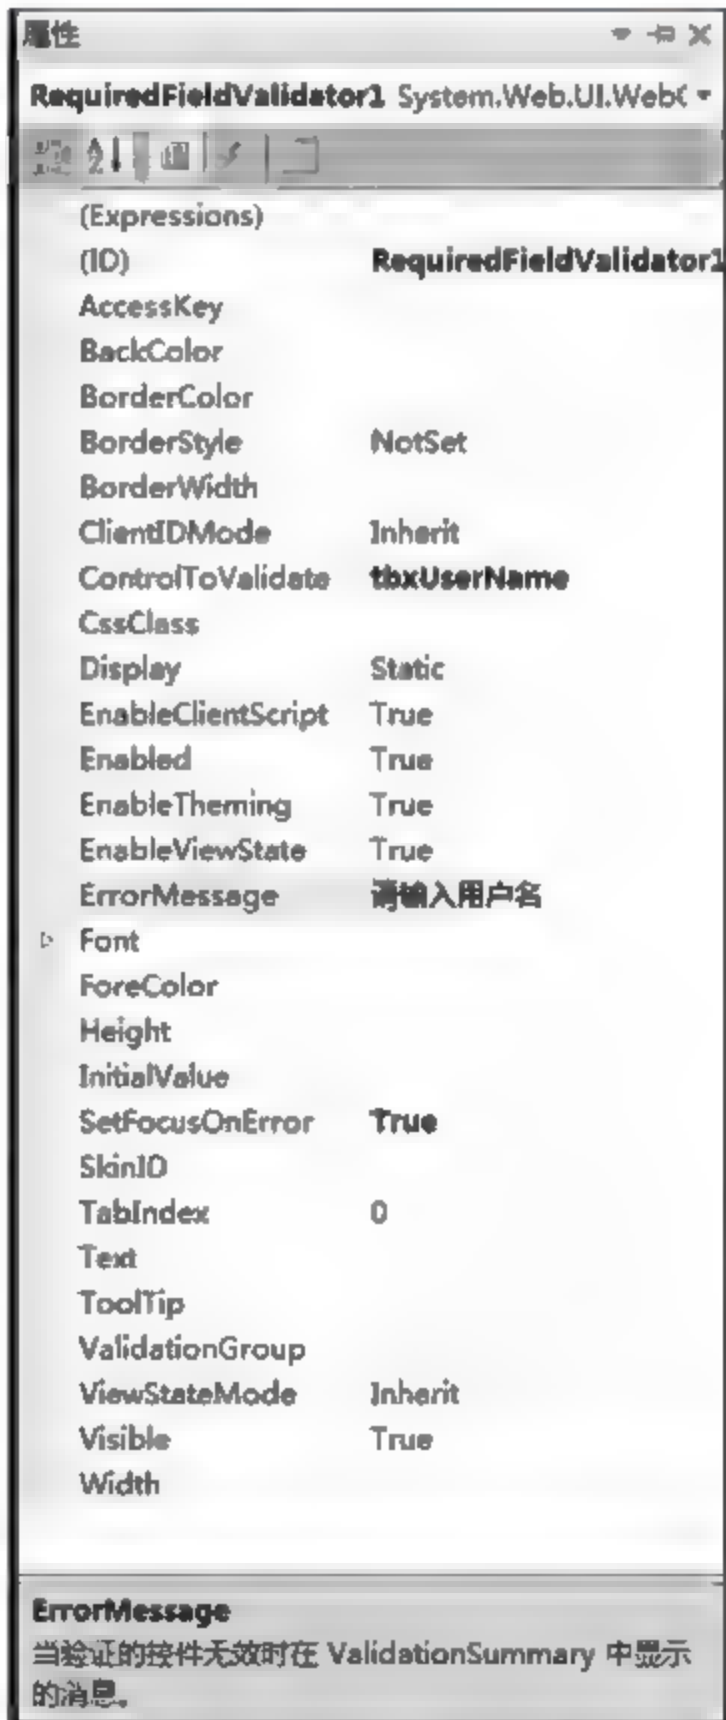 属性
RequiredFieldValidator1 System.Web.UI.WebC
(Expressions)
(ID) RequiredFieldValidator1
AccessKey
BackColor
BorderColor
BorderStyle NotSet
BorderWidth
ClientIDMode Inherit
ControlToValidate tbxUserName
CssClass
Display Static
EnableClientScript True
Enabled True
EnableTheming True
EnableViewState True
ErrorMessage 请输入用户名
Font
ForeColor
Height
InitialValue
SetFocusOnError True
SkinID
TabIndex 0
Text
ToolTip
ValidationGroup
ViewStateMode Inherit
Visible True
Width
ErrorMessage
当验证的控件无效时在 ValidationSummary 中显示
的消息。